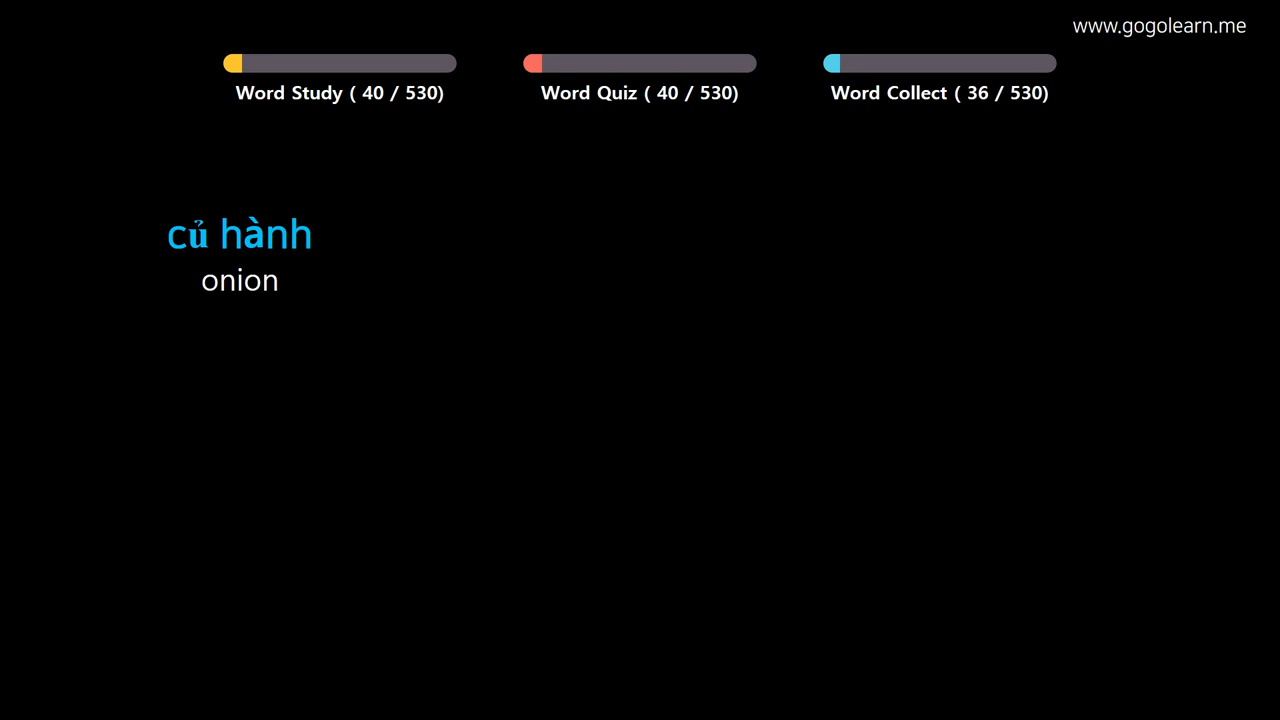 www.gogolearn.me
Word Study ( 40 / 530)
Word Quiz ( 40 / 530)
Word Collect ( 36 / 530)
củ hành
onion